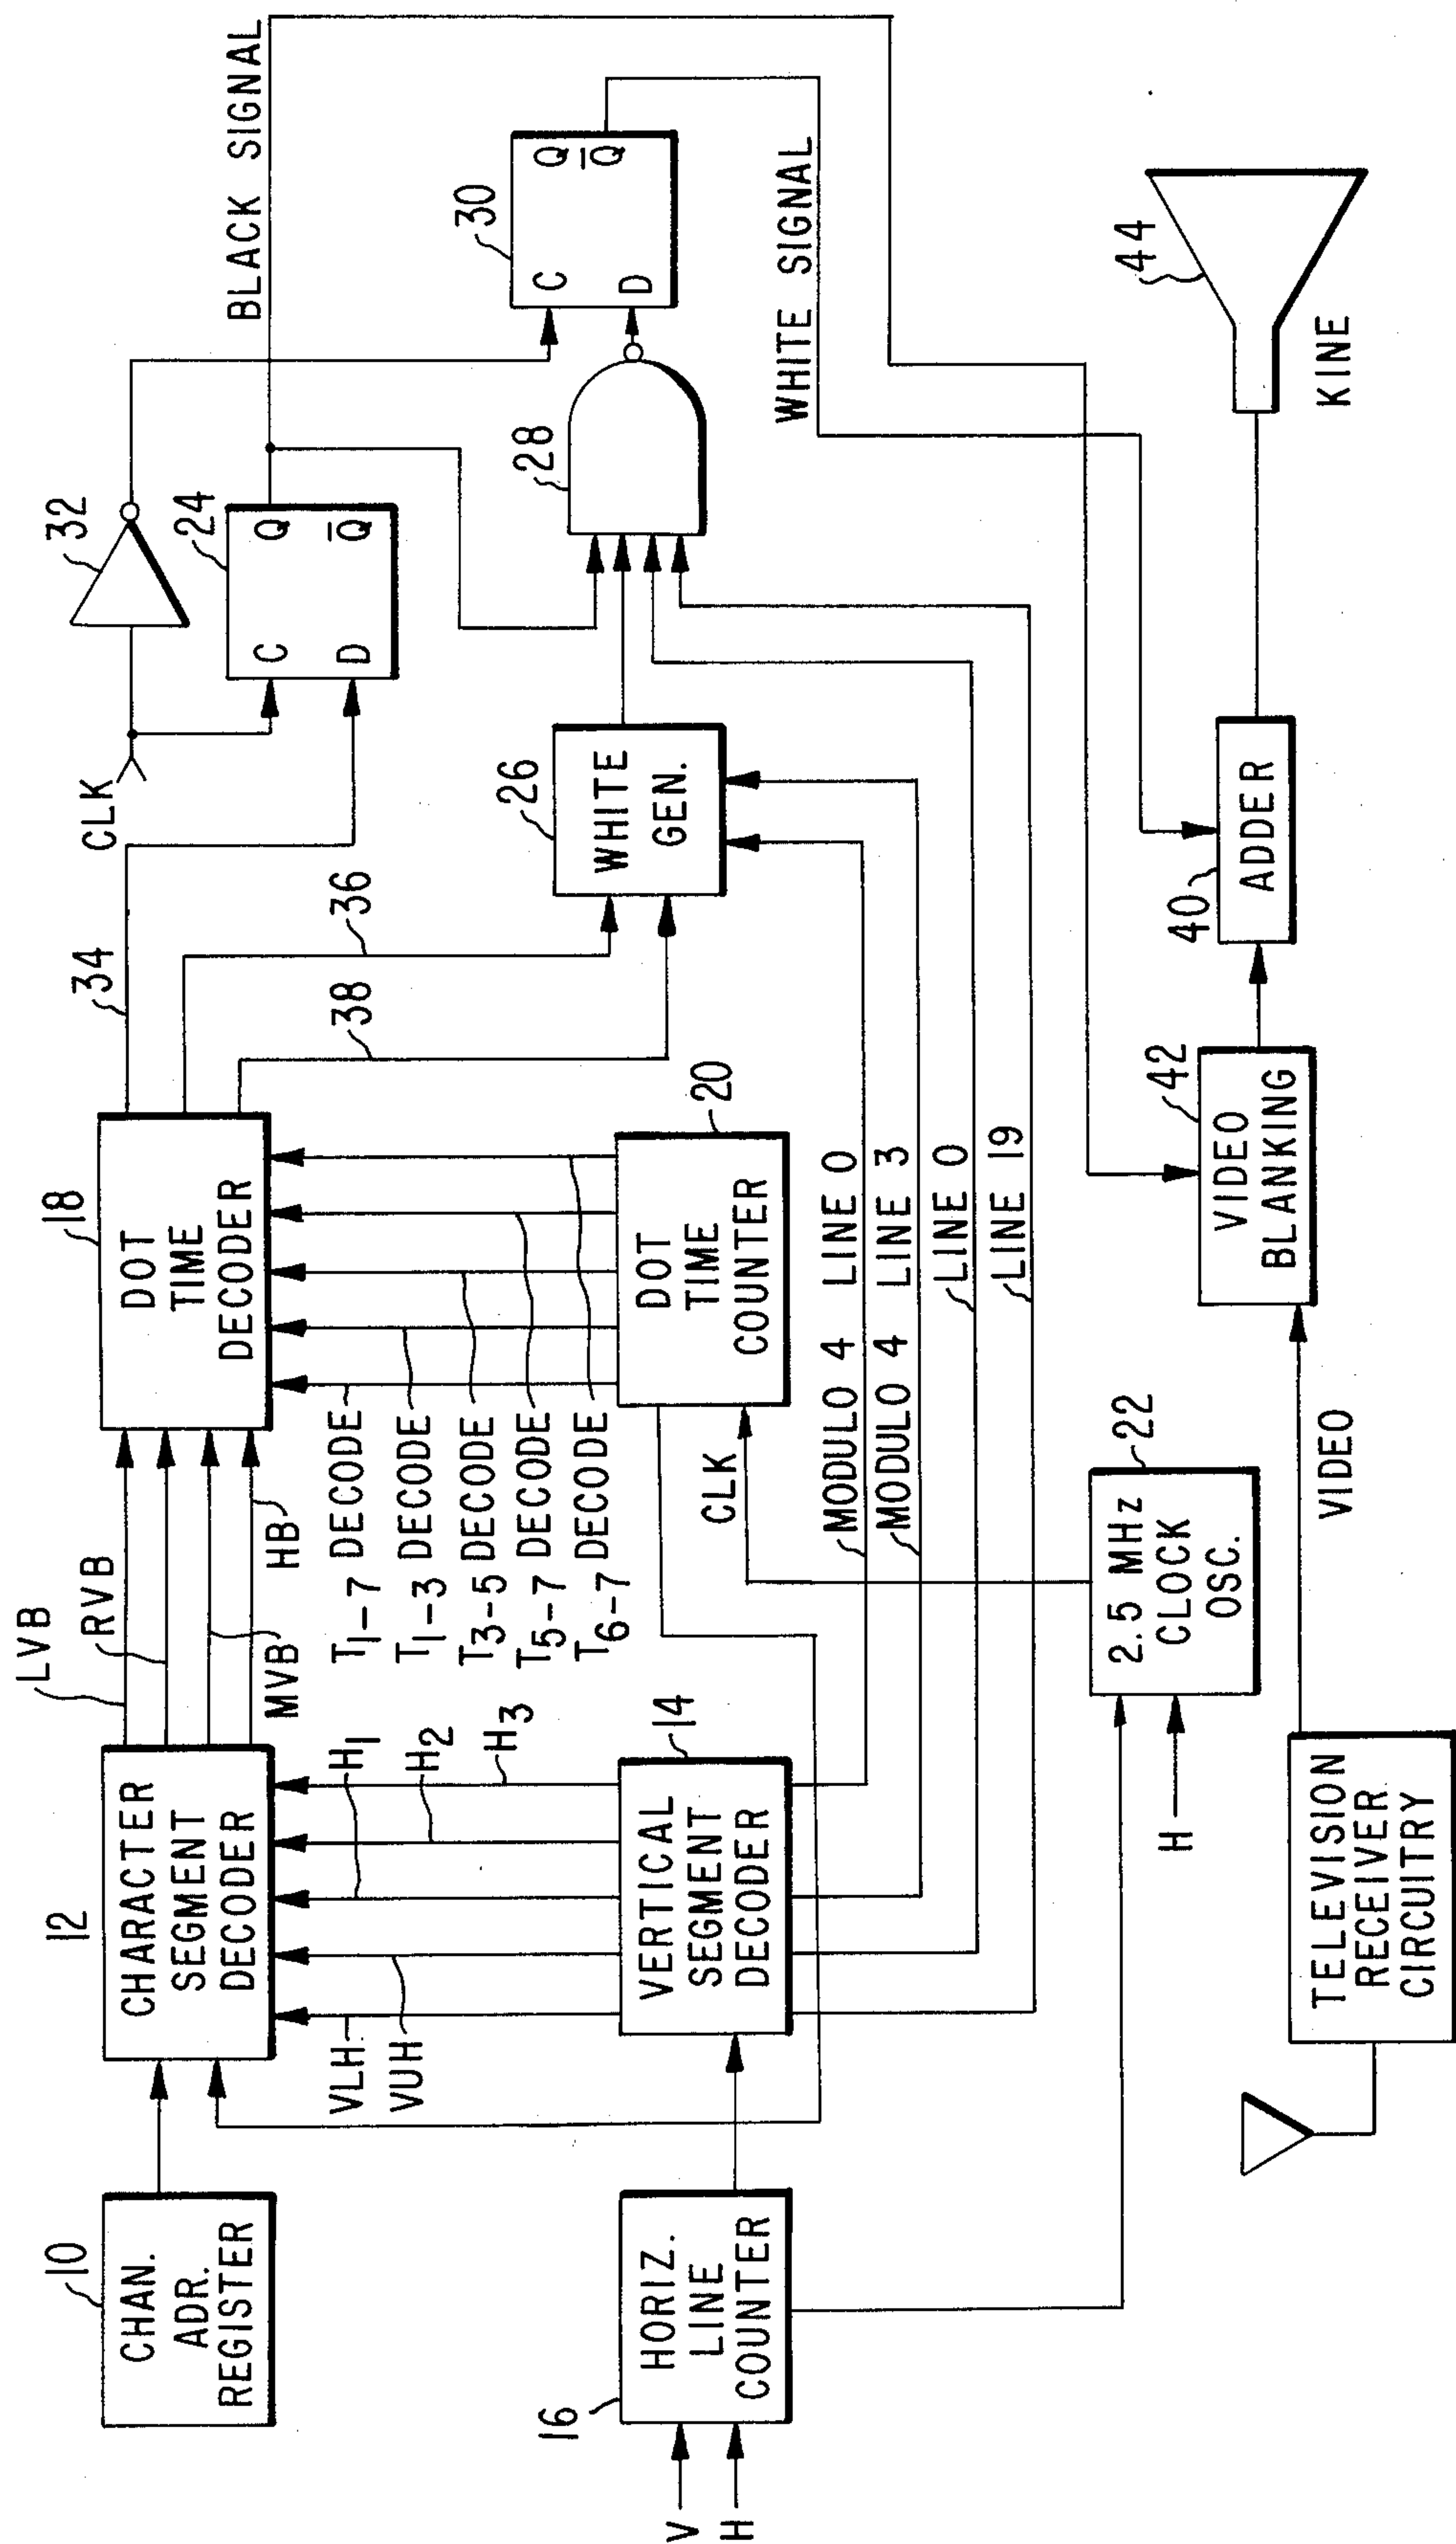 10
CHAN.
ADR.
REGISTER
12
CHARACTER
SEGMENT
DECODER
LVB
RVB
MVB
HB
18
DOT
TIME
DECODER
34
36
38
CLK
32
24
C
Q
D
Q
BLACK SIGNAL
VLH
VUH
H1
H2
H3
T1-7 DECODE
T1-3 DECODE
T3-5 DECODE
T5-7 DECODE
T6-7 DECODE
26
WHITE
GEN.
28
30
C
Q
D
Q
WHITE SIGNAL
V
H
16
HORIZ.
LINE
COUNTER
14
VERTICAL
SEGMENT
DECODER
CLK
20
DOT
TIME
COUNTER
MODULO 4 LINE 0
MODULO 4 LINE 3
LINE 0
LINE 19
H
22
2.5 MHz
CLOCK
OSC.
TELEVISION
RECEIVER
CIRCUITRY
VIDEO
42
VIDEO
BLANKING
40
ADDER
44
KINE